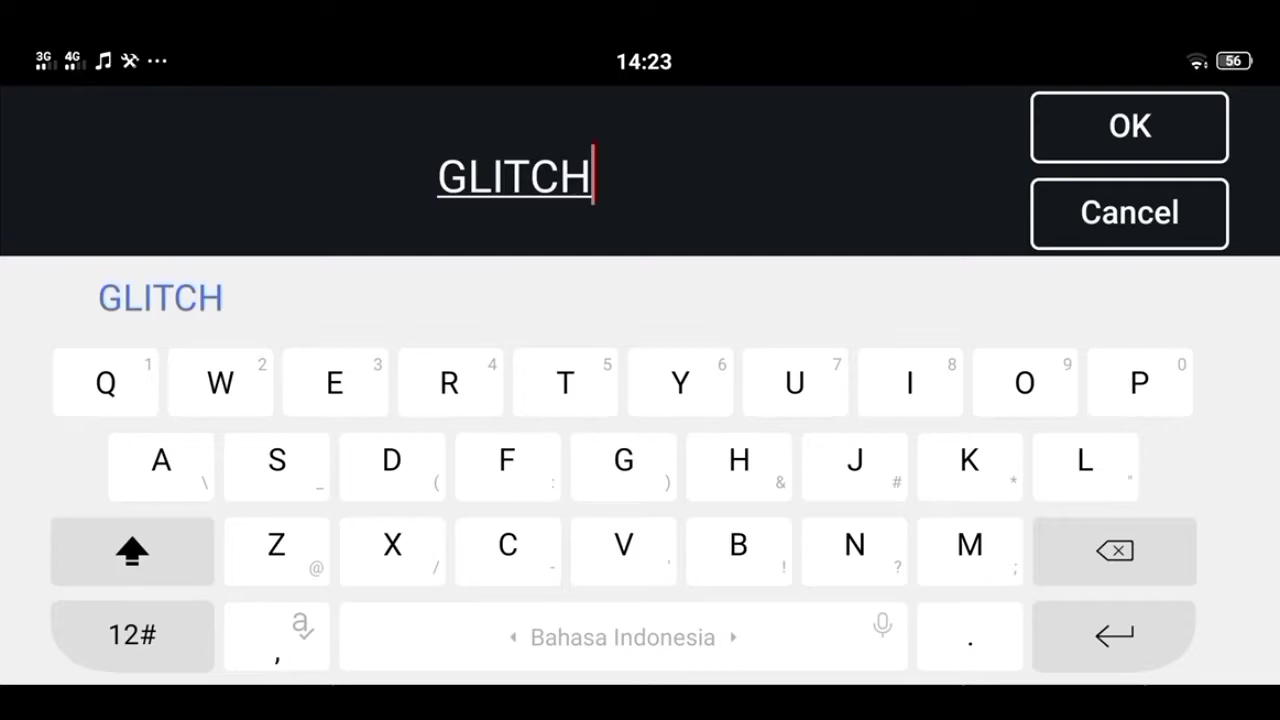 3G 4G ... 14:23 56
OK
GLITCH
Cancel
GLITCH
Q 1 W 2 E 3 R 4 T 5 Y 6 U 7 I 8 O 9 P 0
A \ S _ D ( F : G ) H & J # K * L "
Z @ X / C - V ' B ! N ? M ;
12# , a Bahasa Indonesia .